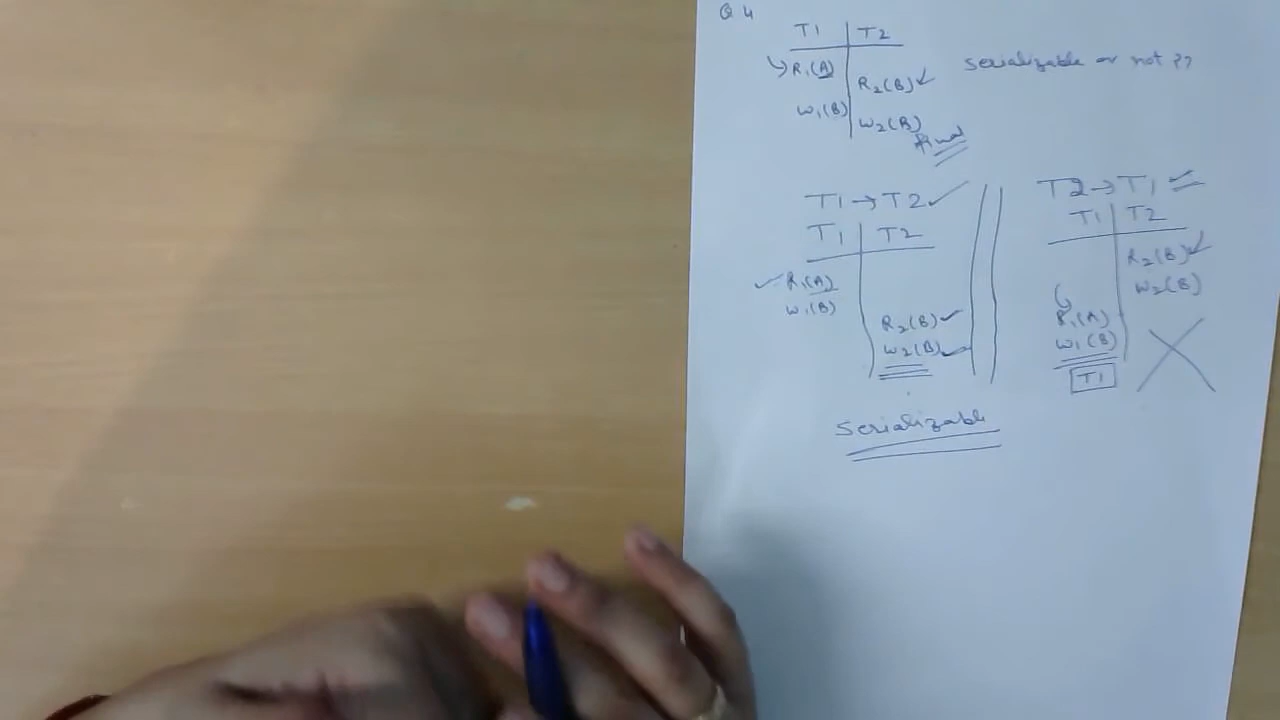 Q 4
T1 T2
R1(A)
R2(B)
W1(B)
W2(B)
final
serializable or not ??
T1 → T2
T1 T2
R1(A)
W1(B)
R2(B)
W2(B)
T2 → T1
T1 T2
R2(B)
W2(B)
R1(A)
W1(B)
T1
Serializable